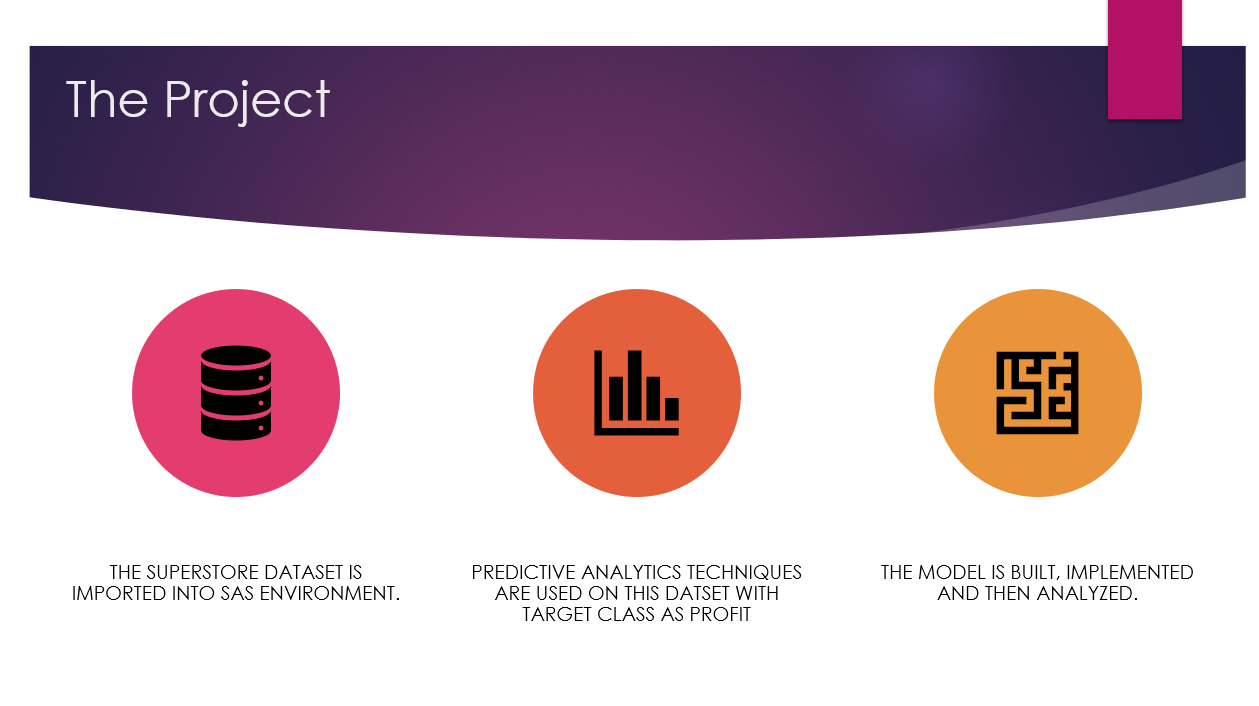 The Project
THE SUPERSTORE DATASET IS
IMPORTED INTO SAS ENVIRONMENT.
PREDICTIVE ANALYTICS TECHNIQUES
ARE USED ON THIS DATSET WITH
TARGET CLASS AS PROFIT
THE MODEL IS BUILT, IMPLEMENTED
AND THEN ANALYZED.